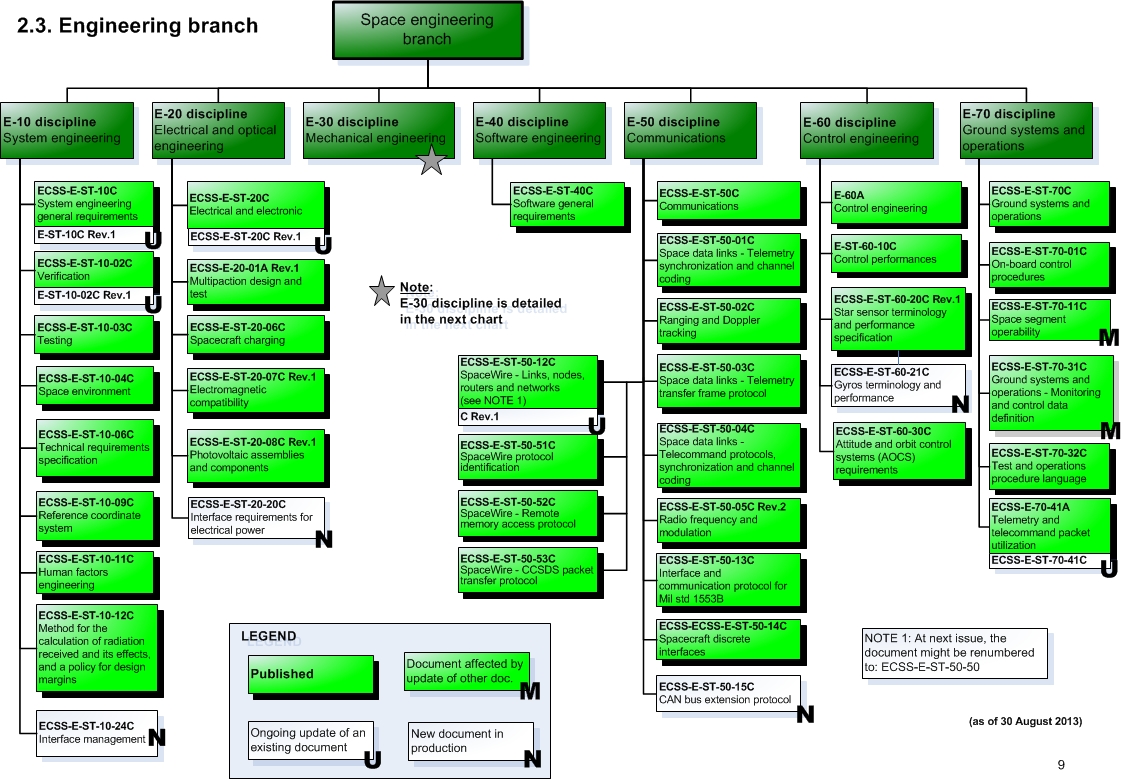 2.3. Engineering branch
Space engineering
branch
E-10 discipline
System engineering
ECSS-E-ST-10C
System engineering
general requirements
E-ST-10C Rev.1
U
ECSS-E-ST-10-02C
Verification
E-ST-10-02C Rev.1
U
ECSS-E-ST-10-03C
Testing
ECSS-E-ST-10-04C
Space environment
ECSS-E-ST-10-06C
Technical requirements
specification
ECSS-E-ST-10-09C
Reference coordinate
system
ECSS-E-ST-10-11C
Human factors
engineering
ECSS-E-ST-10-12C
Method for the
calculation of radiation
received and its effects,
and a policy for design
margins
ECSS-E-ST-10-24C
Interface management
N
E-20 discipline
Electrical and optical
engineering
ECSS-E-ST-20C
Electrical and electronic
ECSS-E-ST-20C Rev.1
U
ECSS-E-20-01A Rev.1
Multipaction design and
test
ECSS-E-ST-20-06C
Spacecraft charging
ECSS-E-ST-20-07C Rev.1
Electromagnetic
compatibility
ECSS-E-ST-20-08C Rev.1
Photovoltaic assemblies
and components
ECSS-E-ST-20-20C
Interface requirements for
electrical power
N
E-30 discipline
Mechanical engineering
Note:
E-30 discipline is detailed
in the next chart
E-40 discipline
Software engineering
ECSS-E-ST-40C
Software general
requirements
E-50 discipline
Communications
ECSS-E-ST-50C
Communications
ECSS-E-ST-50-01C
Space data links - Telemetry
synchronization and channel
coding
ECSS-E-ST-50-02C
Ranging and Doppler
tracking
ECSS-E-ST-50-03C
Space data links - Telemetry
transfer frame protocol
ECSS-E-ST-50-04C
Space data links -
Telecommand protocols,
synchronization and channel
coding
ECSS-E-ST-50-05C Rev.2
Radio frequency and
modulation
ECSS-E-ST-50-13C
Interface and
communication protocol for
Mil std 1553B
ECSS-ECSS-E-ST-50-14C
Spacecraft discrete
interfaces
ECSS-E-ST-50-15C
CAN bus extension protocol
N
ECSS-E-ST-50-12C
SpaceWire - Links, nodes,
routers and networks
(see NOTE 1)
C Rev.1
U
ECSS-E-ST-50-51C
SpaceWire protocol
identification
ECSS-E-ST-50-52C
SpaceWire - Remote
memory access protocol
ECSS-E-ST-50-53C
SpaceWire - CCSDS packet
transfer protocol
E-60 discipline
Control engineering
E-60A
Control engineering
E-ST-60-10C
Control performances
ECSS-E-ST-60-20C Rev.1
Star sensor terminology
and performance
specification
ECSS-E-ST-60-21C
Gyros terminology and
performance
N
ECSS-E-ST-60-30C
Attitude and orbit control
systems (AOCS)
requirements
E-70 discipline
Ground systems and
operations
ECSS-E-ST-70C
Ground systems and
operations
ECSS-E-ST-70-01C
On-board control
procedures
ECSS-E-ST-70-11C
Space segment
operability
M
ECSS-E-ST-70-31C
Ground systems and
operations - Monitoring
and control data
definition
M
ECSS-E-ST-70-32C
Test and operations
procedure language
ECSS-E-70-41A
Telemetry and
telecommand packet
utilization
ECSS-E-ST-70-41C
U
LEGEND
Published
Document affected by
update of other doc.
M
Ongoing update of an
existing document
U
New document in
production
N
NOTE 1: At next issue, the
document might be renumbered
to: ECSS-E-ST-50-50
(as of 30 August 2013)
9